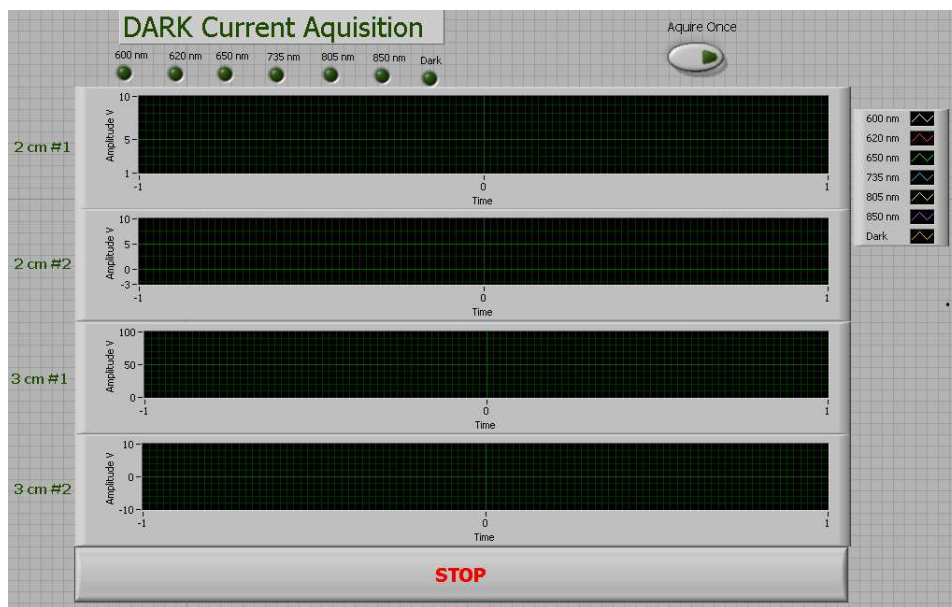 DARK Current Aquisition
Aquire Once
600 nm 620 nm 650 nm 735 nm 805 nm 850 nm Dark
2 cm #1
Amplitude V
10
5
1
-1 0 1
Time
600 nm
620 nm
650 nm
735 nm
805 nm
850 nm
Dark
2 cm #2
Amplitude V
10
5
0
-3
-1 0 1
Time
3 cm #1
Amplitude V
100
50
0
-1 0 1
Time
3 cm #2
Amplitude V
10
0
-10
-1 0 1
Time
STOP